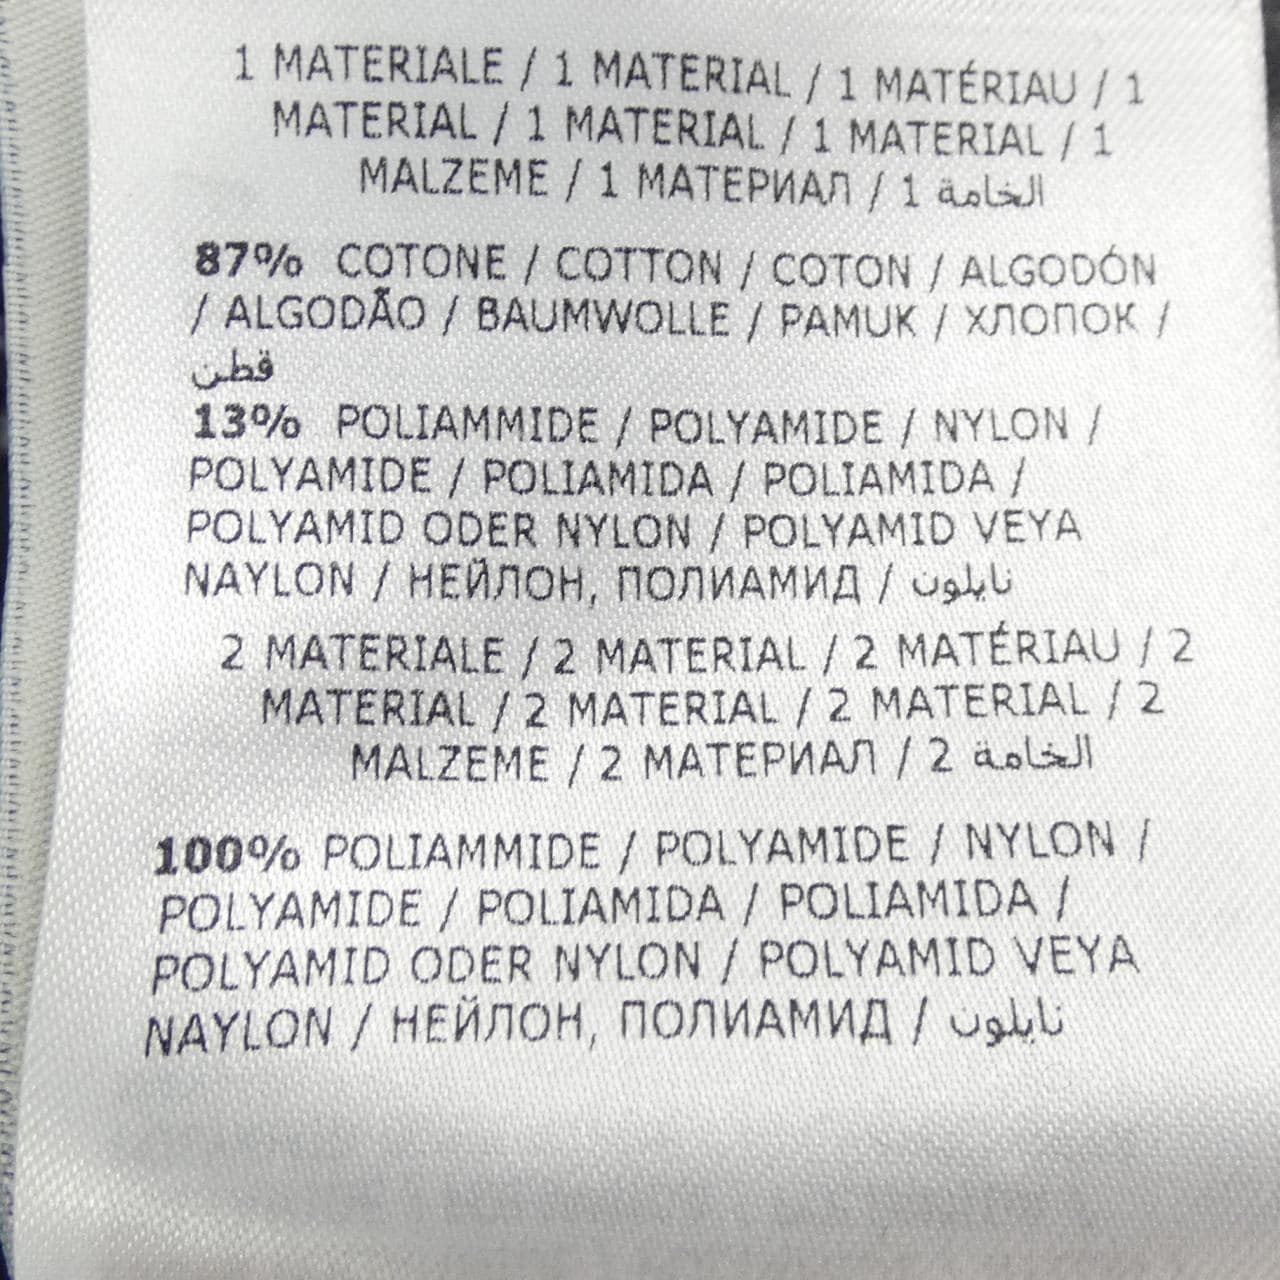 1 MATERIALE / 1 MATERIAL / 1 MATÉRIAU / 1
MATERIAL / 1 MATERIAL / 1 MATERIAL / 1
MALZEME / 1 МАТЕРИАЛ / 1 الخامة
87% COTONE / COTTON / COTON / ALGODÓN
/ ALGODÃO / BAUMWOLLE / PAMUK / ХЛОПОК /
قطن
13% POLIAMMIDE / POLYAMIDE / NYLON /
POLYAMIDE / POLIAMIDA / POLIAMIDA /
POLYAMID ODER NYLON / POLYAMID VEYA
NAYLON / НЕЙЛОН, ПОЛИАМИД / نايلون
2 MATERIALE / 2 MATERIAL / 2 MATÉRIAU / 2
MATERIAL / 2 MATERIAL / 2 MATERIAL / 2
MALZEME / 2 МАТЕРИАЛ / 2 الخامة
100% POLIAMMIDE / POLYAMIDE / NYLON /
POLYAMIDE / POLIAMIDA / POLIAMIDA /
POLYAMID ODER NYLON / POLYAMID VEYA
NAYLON / НЕЙЛОН, ПОЛИАМИД / نايلون